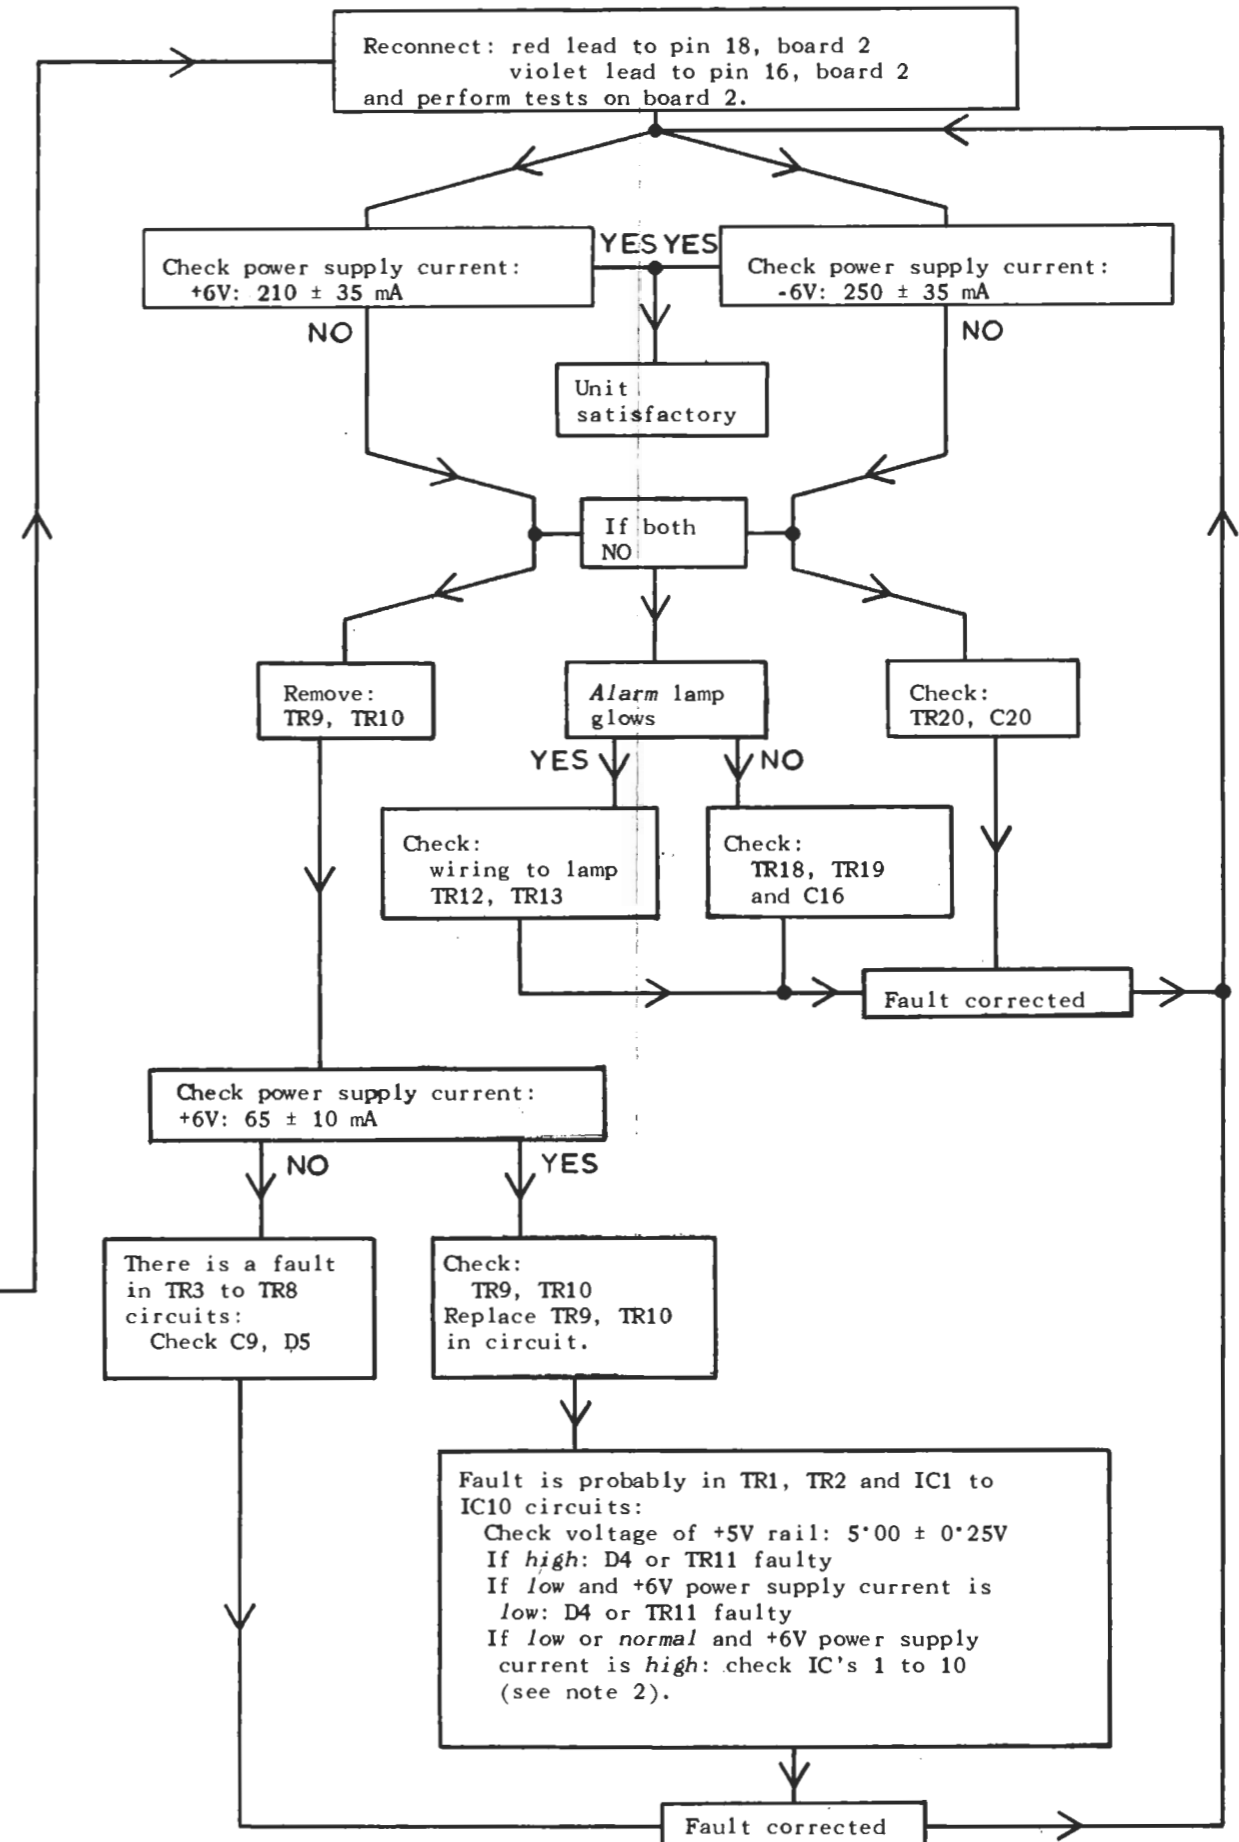 Reconnect: red lead to pin 18, board 2
violet lead to pin 16, board 2
and perform tests on board 2.
Check power supply current:
+6V: 210 ± 35 mA
YES YES
Check power supply current:
-6V: 250 ± 35 mA
NO
NO
Unit
satisfactory
If both
NO
Remove:
TR9, TR10
Alarm lamp
glows
Check:
TR20, C20
YES
NO
Check:
wiring to lamp
TR12, TR13
Check:
TR18, TR19
and C16
Fault corrected
Check power supply current:
+6V: 65 ± 10 mA
NO
YES
There is a fault
in TR3 to TR8
circuits:
Check C9, D5
Check:
TR9, TR10
Replace TR9, TR10
in circuit.
Fault is probably in TR1, TR2 and IC1 to
IC10 circuits:
Check voltage of +5V rail: 5·00 ± 0·25V
If high: D4 or TR11 faulty
If low and +6V power supply current is
low: D4 or TR11 faulty
If low or normal and +6V power supply
current is high: check IC's 1 to 10
(see note 2).
Fault corrected